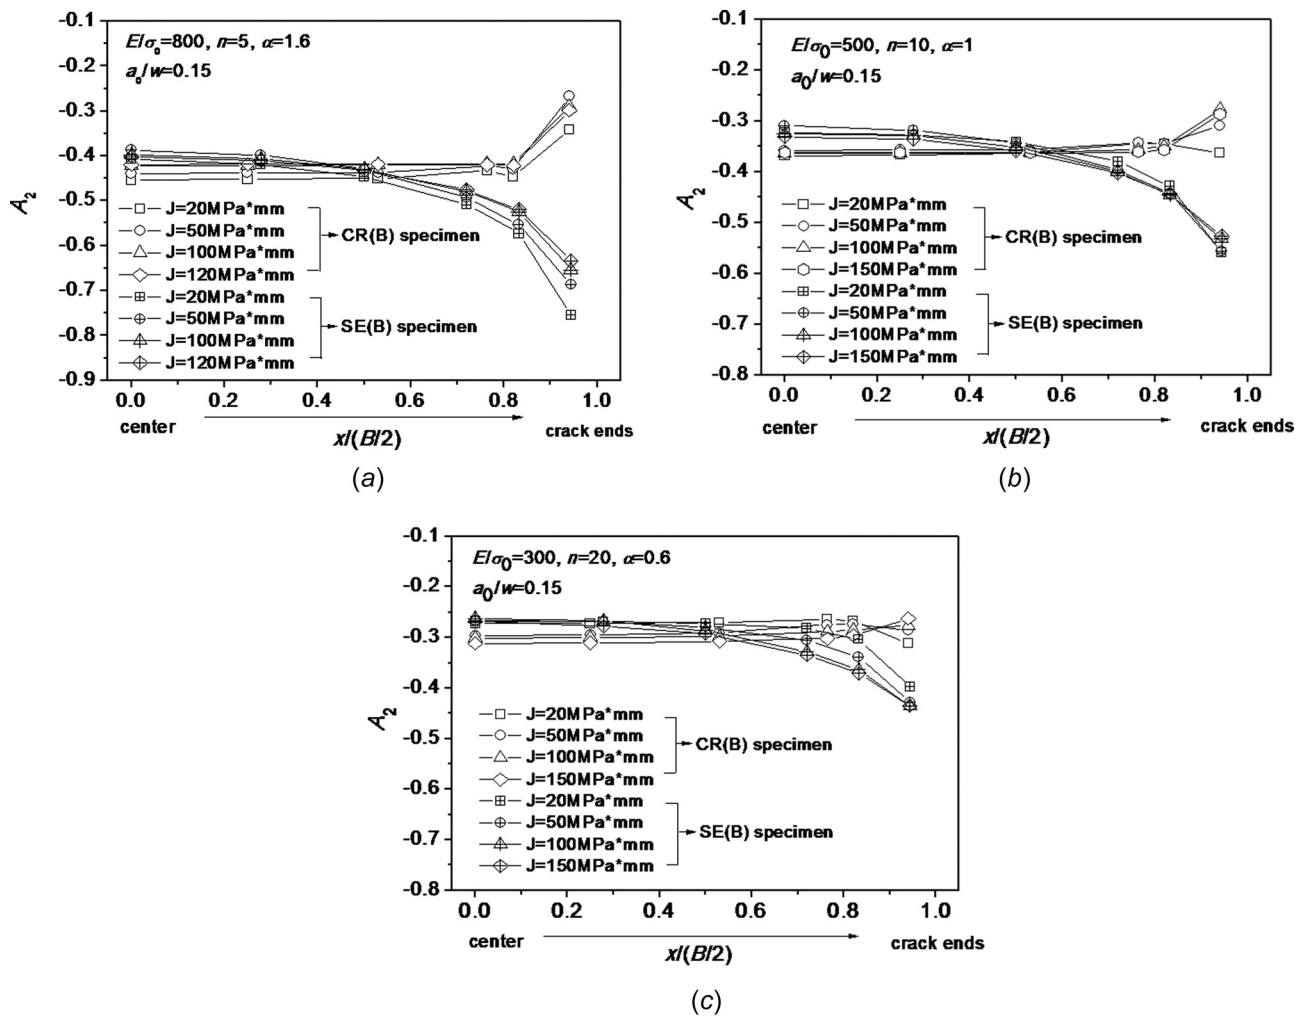 -0.1
-0.2
-0.3
-0.4
-0.5
-0.6
-0.7
-0.8
-0.9
A2
E/σ0=800, n=5, α=1.6
a0/w=0.15
J=20MPa*mm
J=50MPa*mm
J=100MPa*mm
J=120MPa*mm
CR(B) specimen
J=20MPa*mm
J=50MPa*mm
J=100MPa*mm
J=120MPa*mm
SE(B) specimen
0.0 0.2 0.4 0.6 0.8 1.0
center x/(B/2) crack ends
(a)
-0.1
-0.2
-0.3
-0.4
-0.5
-0.6
-0.7
-0.8
A2
E/σ0=500, n=10, α=1
a0/w=0.15
J=20MPa*mm
J=50MPa*mm
J=100MPa*mm
J=150MPa*mm
CR(B) specimen
J=20MPa*mm
J=50MPa*mm
J=100MPa*mm
J=150MPa*mm
SE(B) specimen
0.0 0.2 0.4 0.6 0.8 1.0
center x/(B/2) crack ends
(b)
-0.1
-0.2
-0.3
-0.4
-0.5
-0.6
-0.7
-0.8
A2
E/σ0=300, n=20, α=0.6
a0/w=0.15
J=20MPa*mm
J=50MPa*mm
J=100MPa*mm
J=150MPa*mm
CR(B) specimen
J=20MPa*mm
J=50MPa*mm
J=100MPa*mm
J=150MPa*mm
SE(B) specimen
0.0 0.2 0.4 0.6 0.8 1.0
center x/(B/2) crack ends
(c)